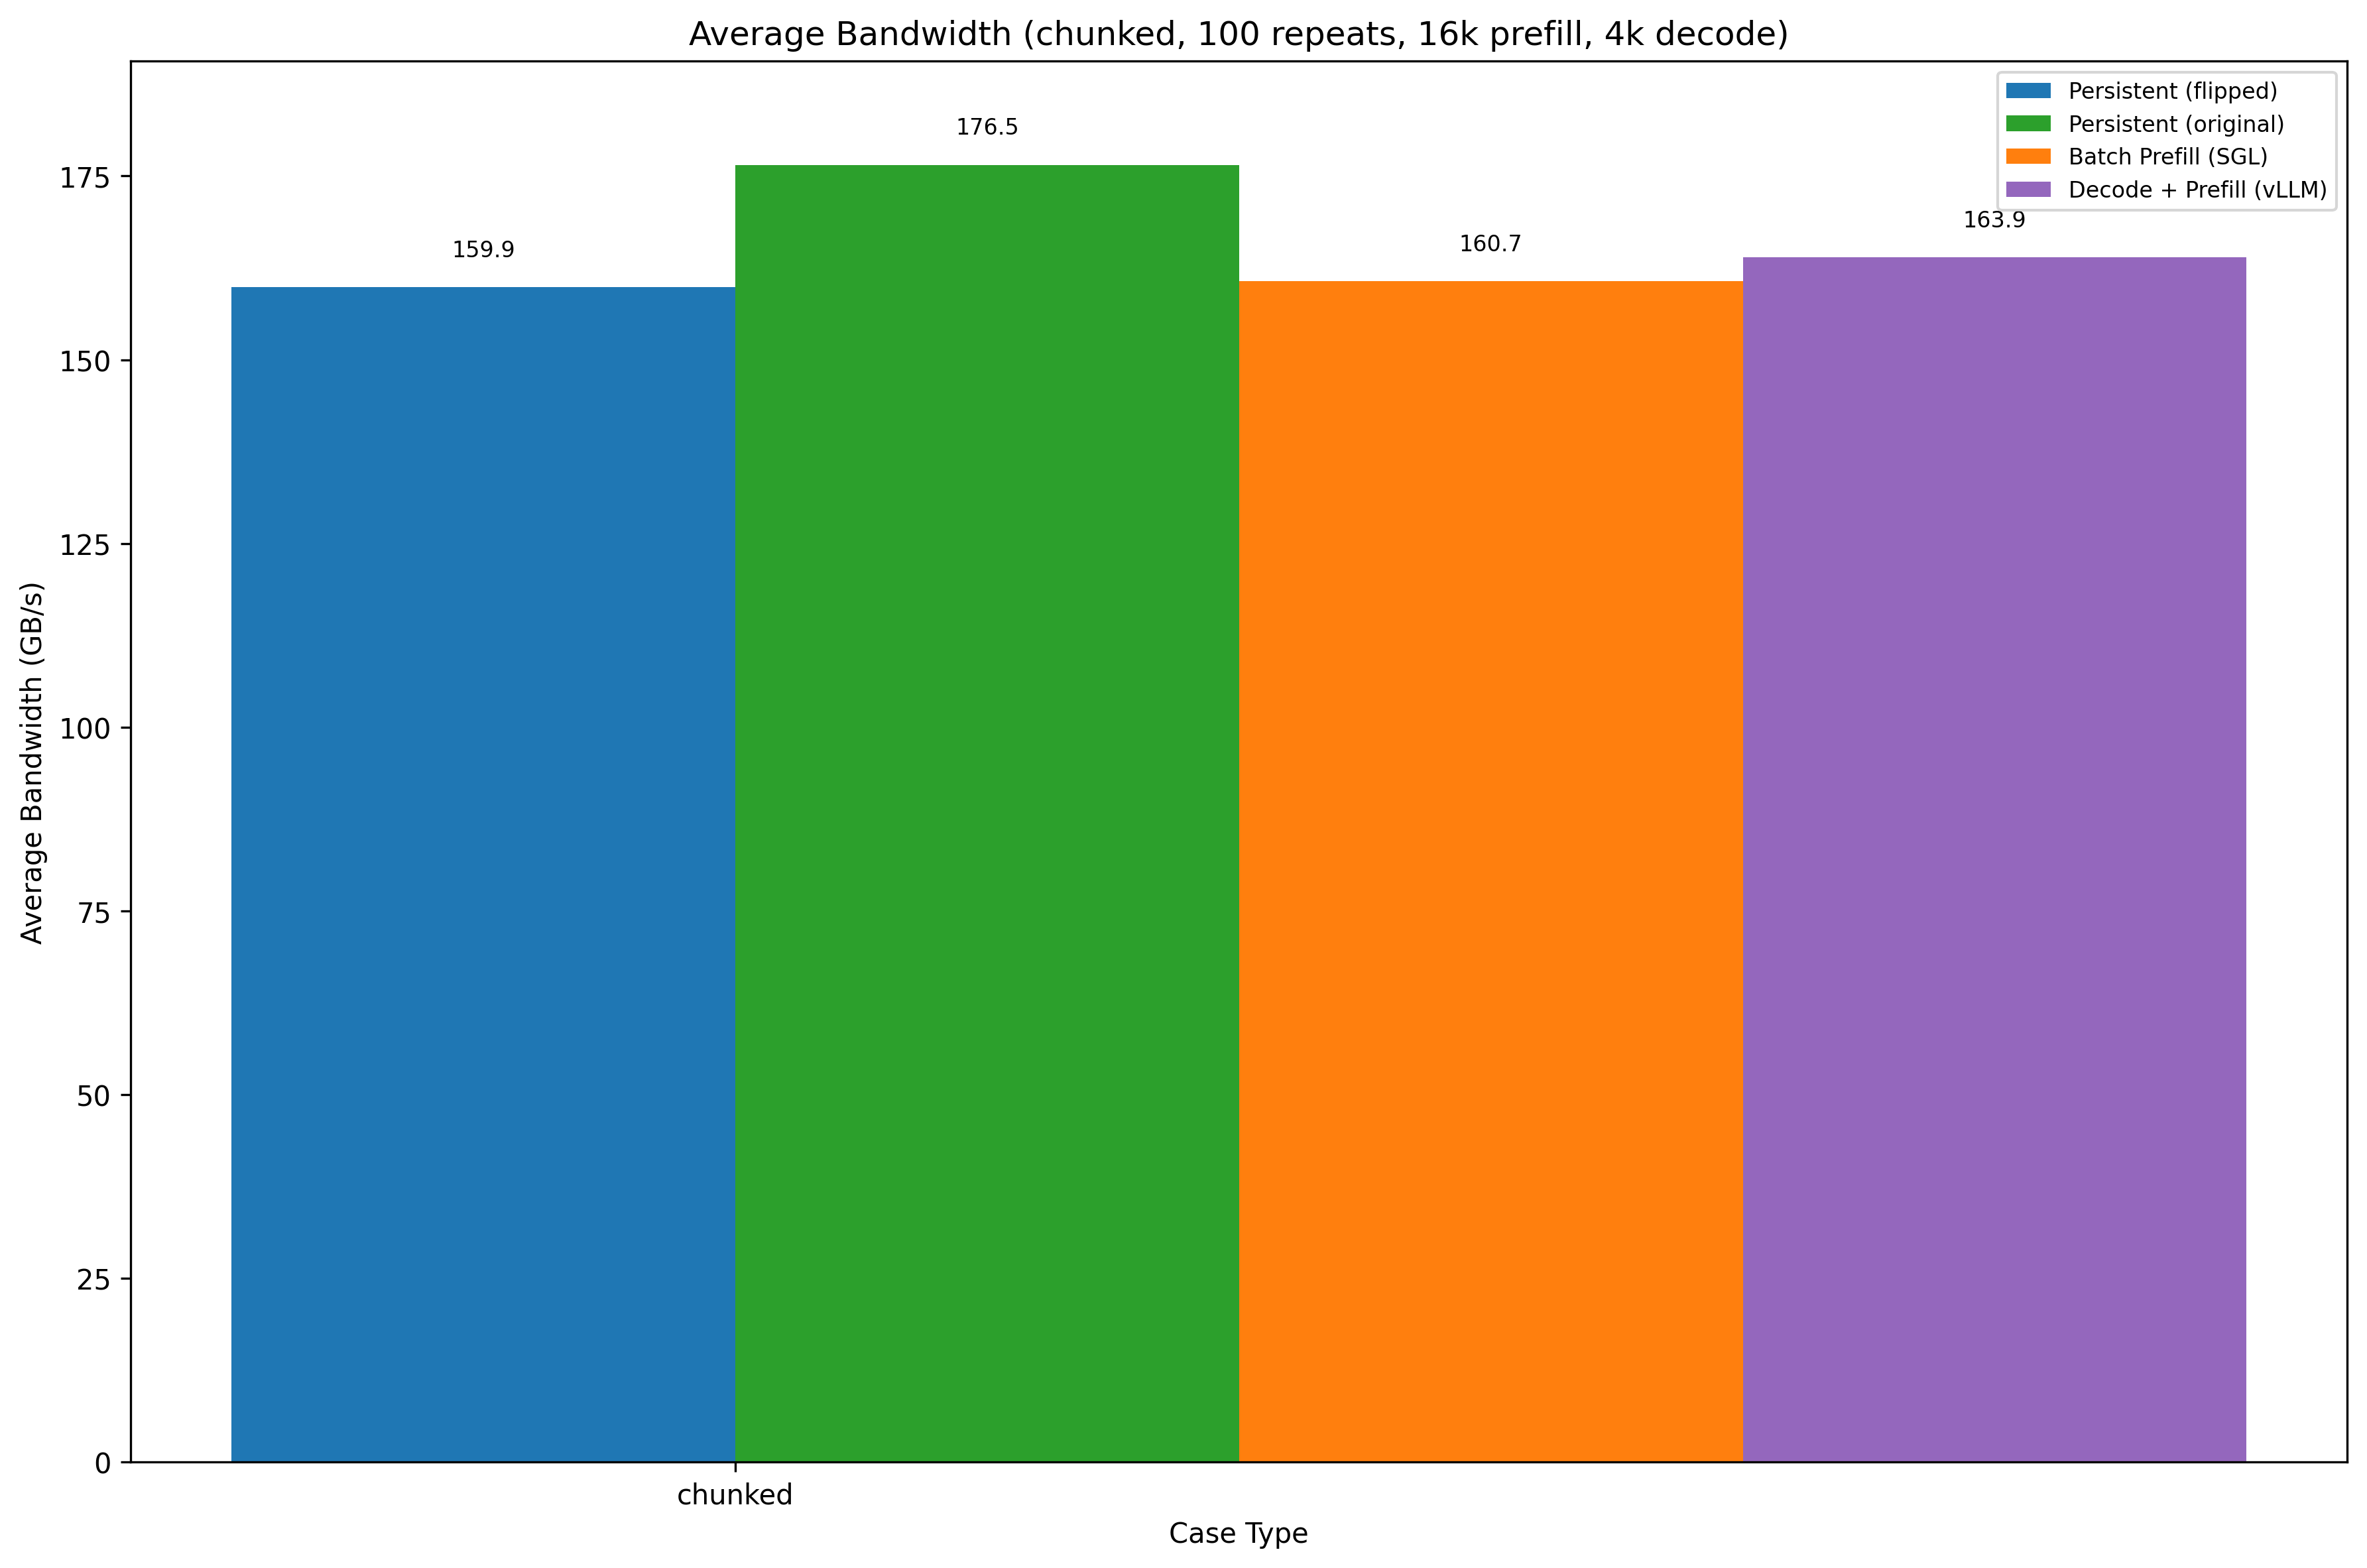 Average Bandwidth (chunked, 100 repeats, 16k prefill, 4k decode)
Persistent (flipped)
Persistent (original)
Batch Prefill (SGL)
Decode + Prefill (vLLM)
159.9
176.5
160.7
163.9
Average Bandwidth (GB/s)
175
150
125
100
75
50
25
0
chunked
Case Type